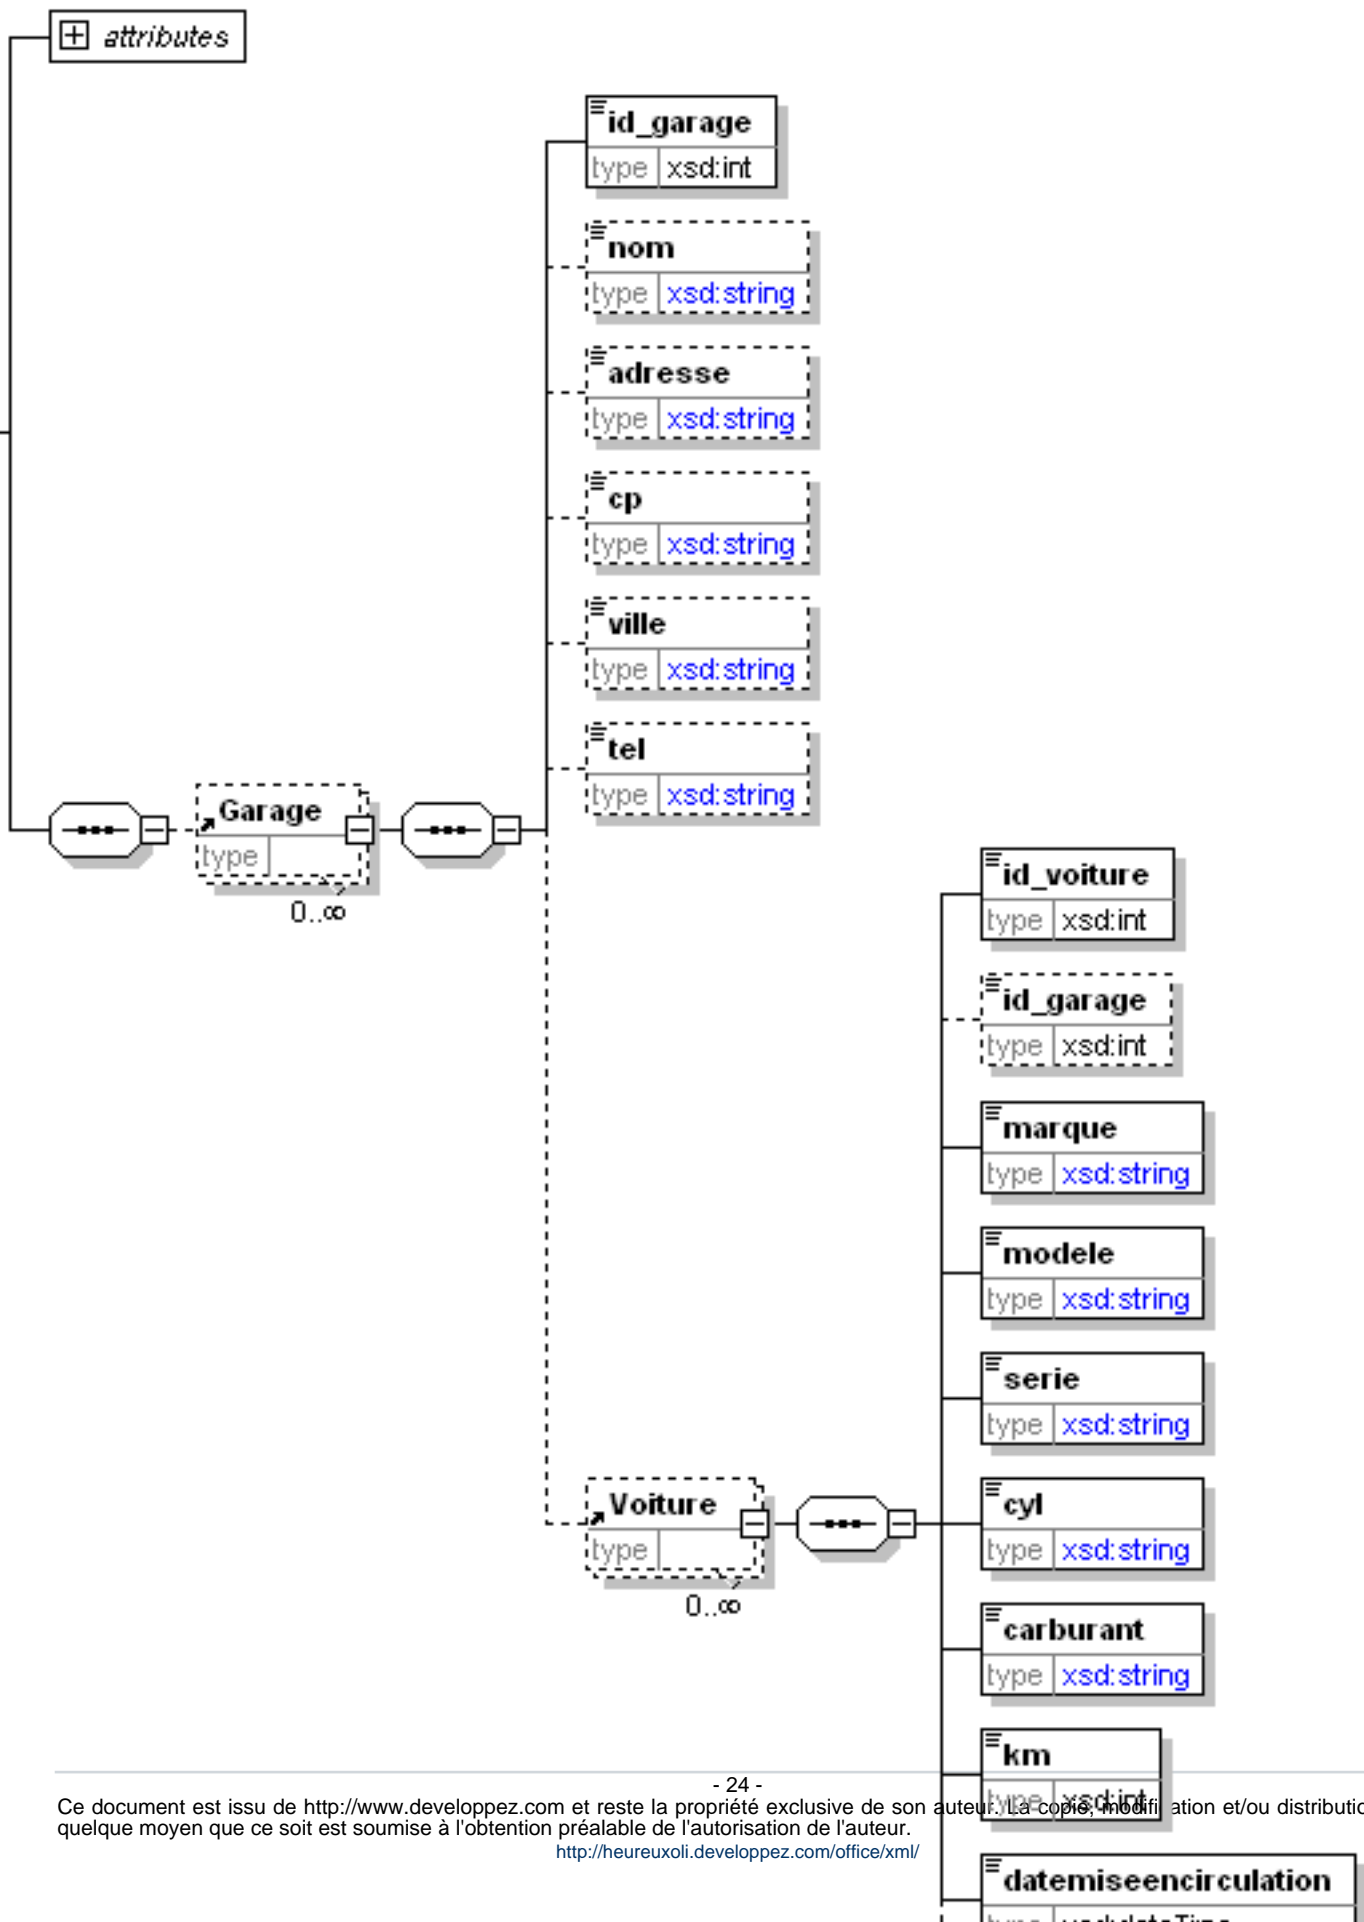 attributes
id_garage
type xsd:int
nom
type xsd:string
adresse
type xsd:string
cp
type xsd:string
ville
type xsd:string
tel
type xsd:string
Garage
type
0..∞
id_voiture
type xsd:int
id_garage
type xsd:int
marque
type xsd:string
modele
type xsd:string
serie
type xsd:string
Voiture
type
0..∞
cyl
type xsd:string
carburant
type xsd:string
km
type xsd:int
- 24 -
Ce document est issu de http://www.developpez.com et reste la propriété exclusive de son auteur. La copie, modification et/ou distributio
quelque moyen que ce soit est soumise à l'obtention préalable de l'autorisation de l'auteur.
http://heureuxoli.developpez.com/office/xml/
datemiseencirculation
type